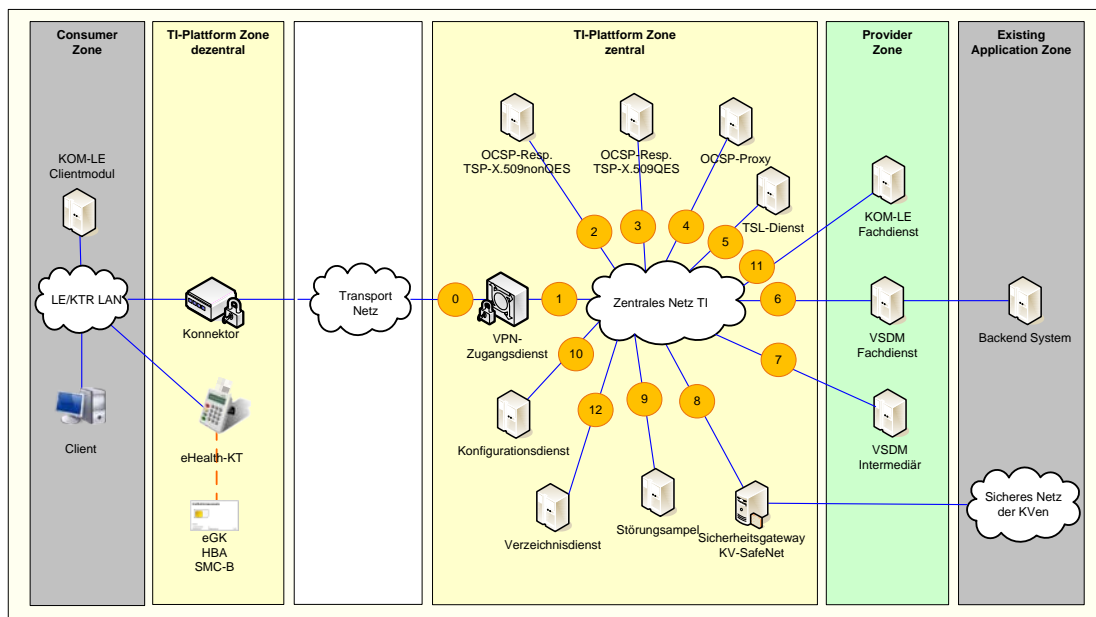 Consumer
Zone
TI-Plattform Zone
dezentral
TI-Plattform Zone
zentral
Provider
Zone
Existing
Application Zone
KOM-LE
Clientmodul
LE/KTR LAN
Client
Konnektor
eHealth-KT
eGK
HBA
SMC-B
Transport
Netz
0
VPN-
Zugangsdienst
1
OCSP-Resp.
TSP-X.509nonQES
OCSP-Resp.
TSP-X.509QES
OCSP-Proxy
TSL-Dienst
2
3
4
5
11
6
7
8
9
12
10
Zentrales Netz TI
Konfigurationsdienst
Verzeichnisdienst
Störungsampel
Sicherheitsgateway
KV-SafeNet
KOM-LE
Fachdienst
VSDM
Fachdienst
VSDM
Intermediär
Backend System
Sicheres Netz
der KVen